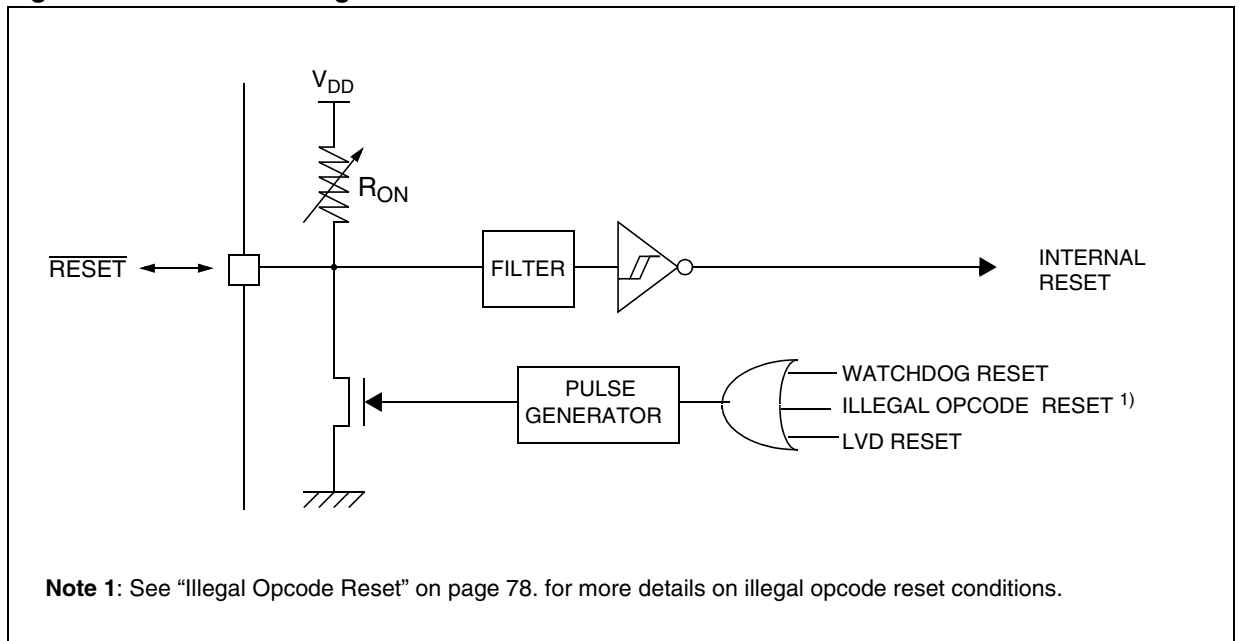 V_DD
R_ON
RESET
FILTER
INTERNAL
RESET
PULSE
GENERATOR
WATCHDOG RESET
ILLEGAL OPCODE RESET 1)
LVD RESET
Note 1: See “Illegal Opcode Reset” on page 78. for more details on illegal opcode reset conditions.